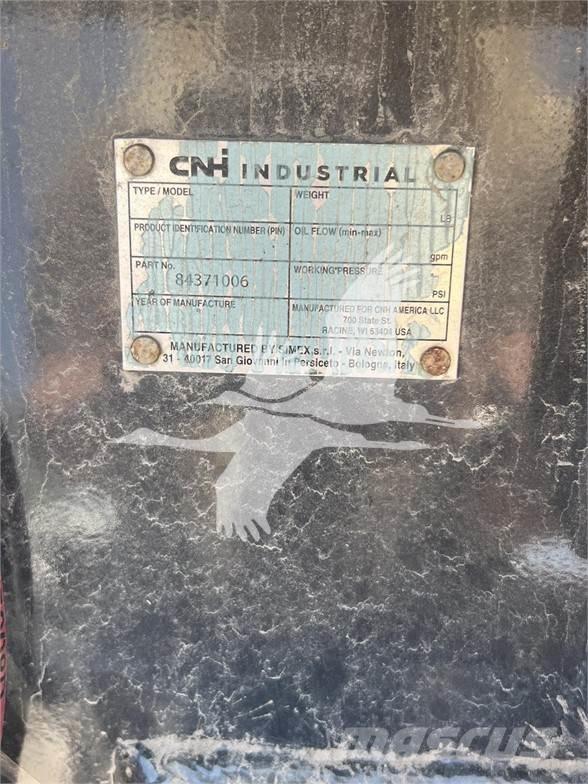 CNH INDUSTRIAL
TYPE / MODEL
WEIGHT
LB
PRODUCT IDENTIFICATION NUMBER (PIN)
OIL FLOW (min-max)
gpm
PART No.
84371006
WORKING PRESSURE
PSI
YEAR OF MANUFACTURE
MANUFACTURED FOR CNH AMERICA LLC
700 State St.
RACINE, WI 53404 USA
MANUFACTURED BY SIMEX s.r.l. - Via Newton,
31 - 40017 San Giovanni in Persiceto - Bologna, Italy
mascus